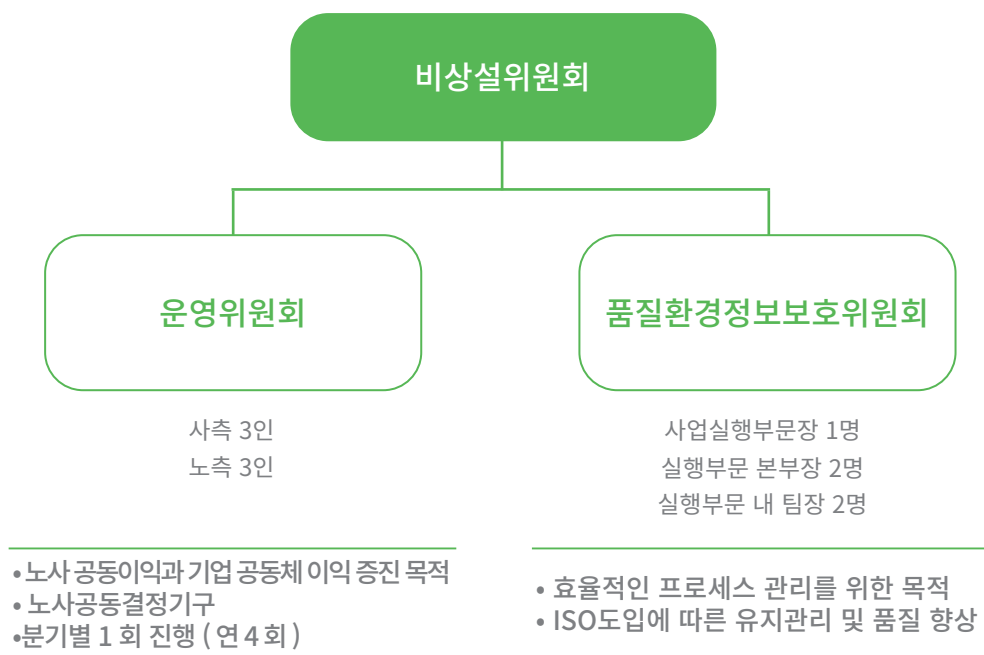 비상설위원회
운영위원회
품질환경정보보호위원회
사측 3인
노측 3인
사업실행부문장 1명
실행부문 본부장 2명
실행부문 내 팀장 2명
•노사 공동이익과 기업 공동체 이익 증진 목적
• 노사공동결정기구
•분기별 1 회 진행 ( 연 4 회 )
• 효율적인 프로세스 관리를 위한 목적
• ISO도입에 따른 유지관리 및 품질 향상